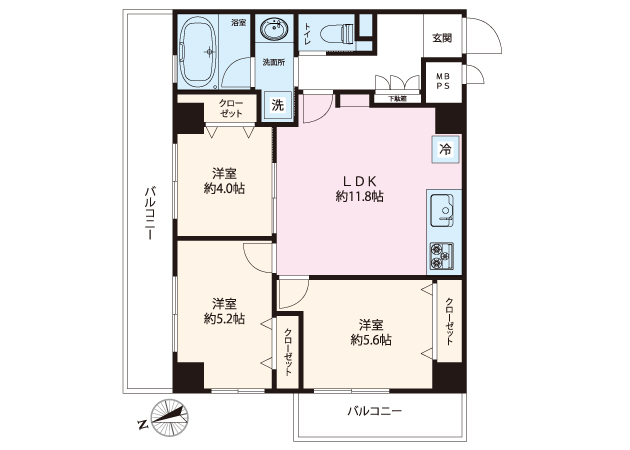 浴室
洗面所
トイレ
玄関
MB
PS
下駄箱
洗
クロー
ゼット
冷
洋室
約4.0帖
LDK
約11.8帖
バルコニー
洋室
約5.2帖
クローゼット
洋室
約5.6帖
クローゼット
バルコニー
N